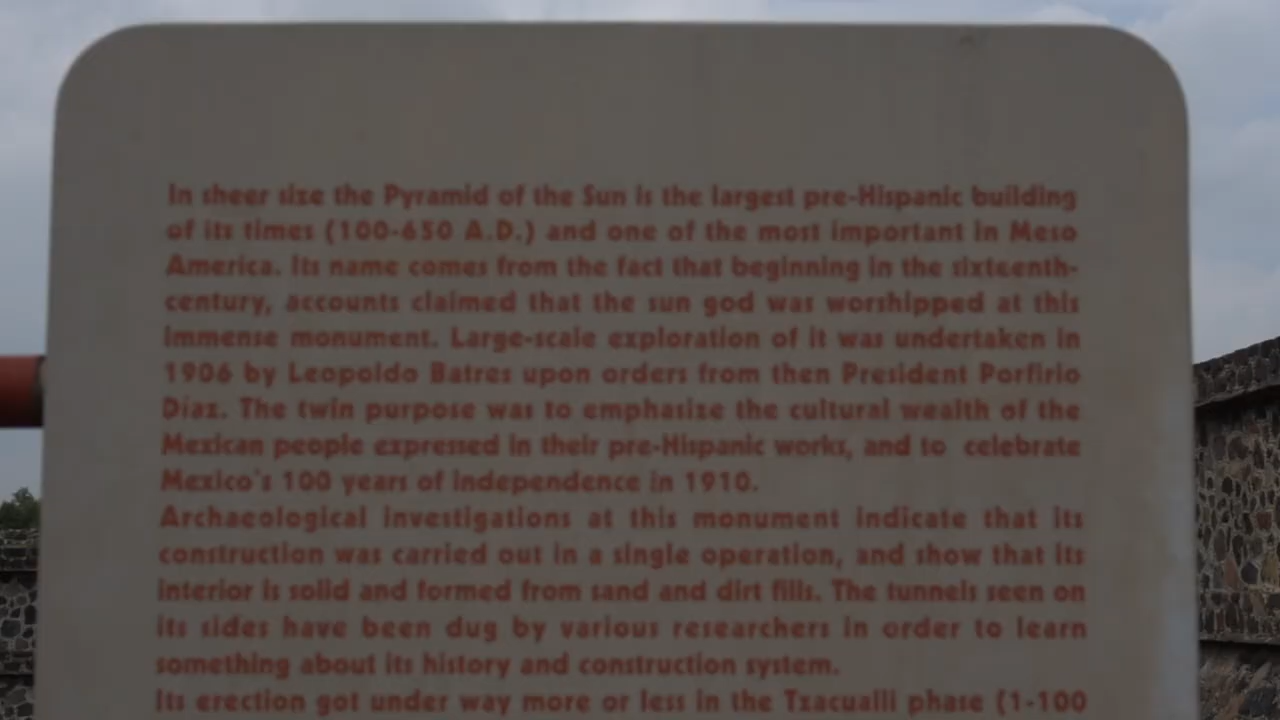 In sheer size the Pyramid of the Sun is the largest pre-Hispanic building
of its times (100-650 A.D.) and one of the most important in Meso
America. Its name comes from the fact that beginning in the sixteenth-
century, accounts claimed that the sun god was worshipped at this
immense monument. Large-scale exploration of it was undertaken in
1906 by Leopoldo Batres upon orders from then President Porfirio
Díaz. The twin purpose was to emphasize the cultural wealth of the
Mexican people expressed in their pre-Hispanic works, and to celebrate
Mexico's 100 years of independence in 1910.
Archaeological investigations at this monument indicate that its
construction was carried out in a single operation, and show that its
interior is solid and formed from sand and dirt fills. The tunnels seen on
its sides have been dug by various researchers in order to learn
something about its history and construction system.
Its erection got under way more or less in the Tzacualli phase (1-100